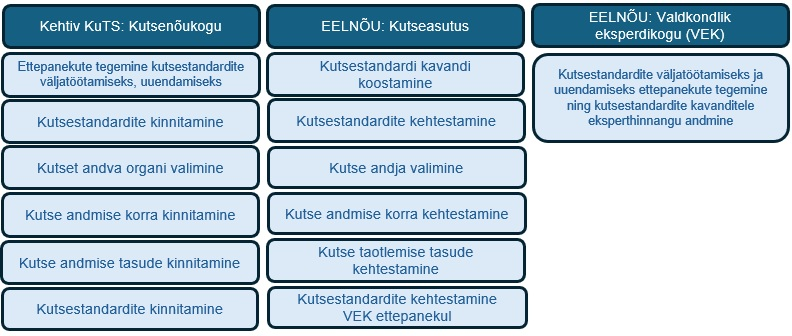 Kehtiv KuTS: Kutsenõukogu
Ettepanekute tegemine kutsestandardite
väljatöötamiseks, uuendamiseks
Kutsestandardite kinnitamine
Kutset andva organi valimine
Kutse andmise korra kinnitamine
Kutse andmise tasude kinnitamine
Kutsestandardite kinnitamine
EELNÕU: Kutseasutus
Kutsestandardi kavandi
koostamine
Kutsestandardite kehtestamine
Kutse andja valimine
Kutse andmise korra kehtestamine
Kutse taotlemise tasude
kehtestamine
Kutsestandardite kehtestamine
VEK ettepanekul
EELNÕU: Valdkondlik
eksperdikogu (VEK)
Kutsestandardite väljatöötamiseks ja
uuendamiseks ettepanekute tegemine
ning kutsestandardite kavanditele
eksperthinnangu andmine